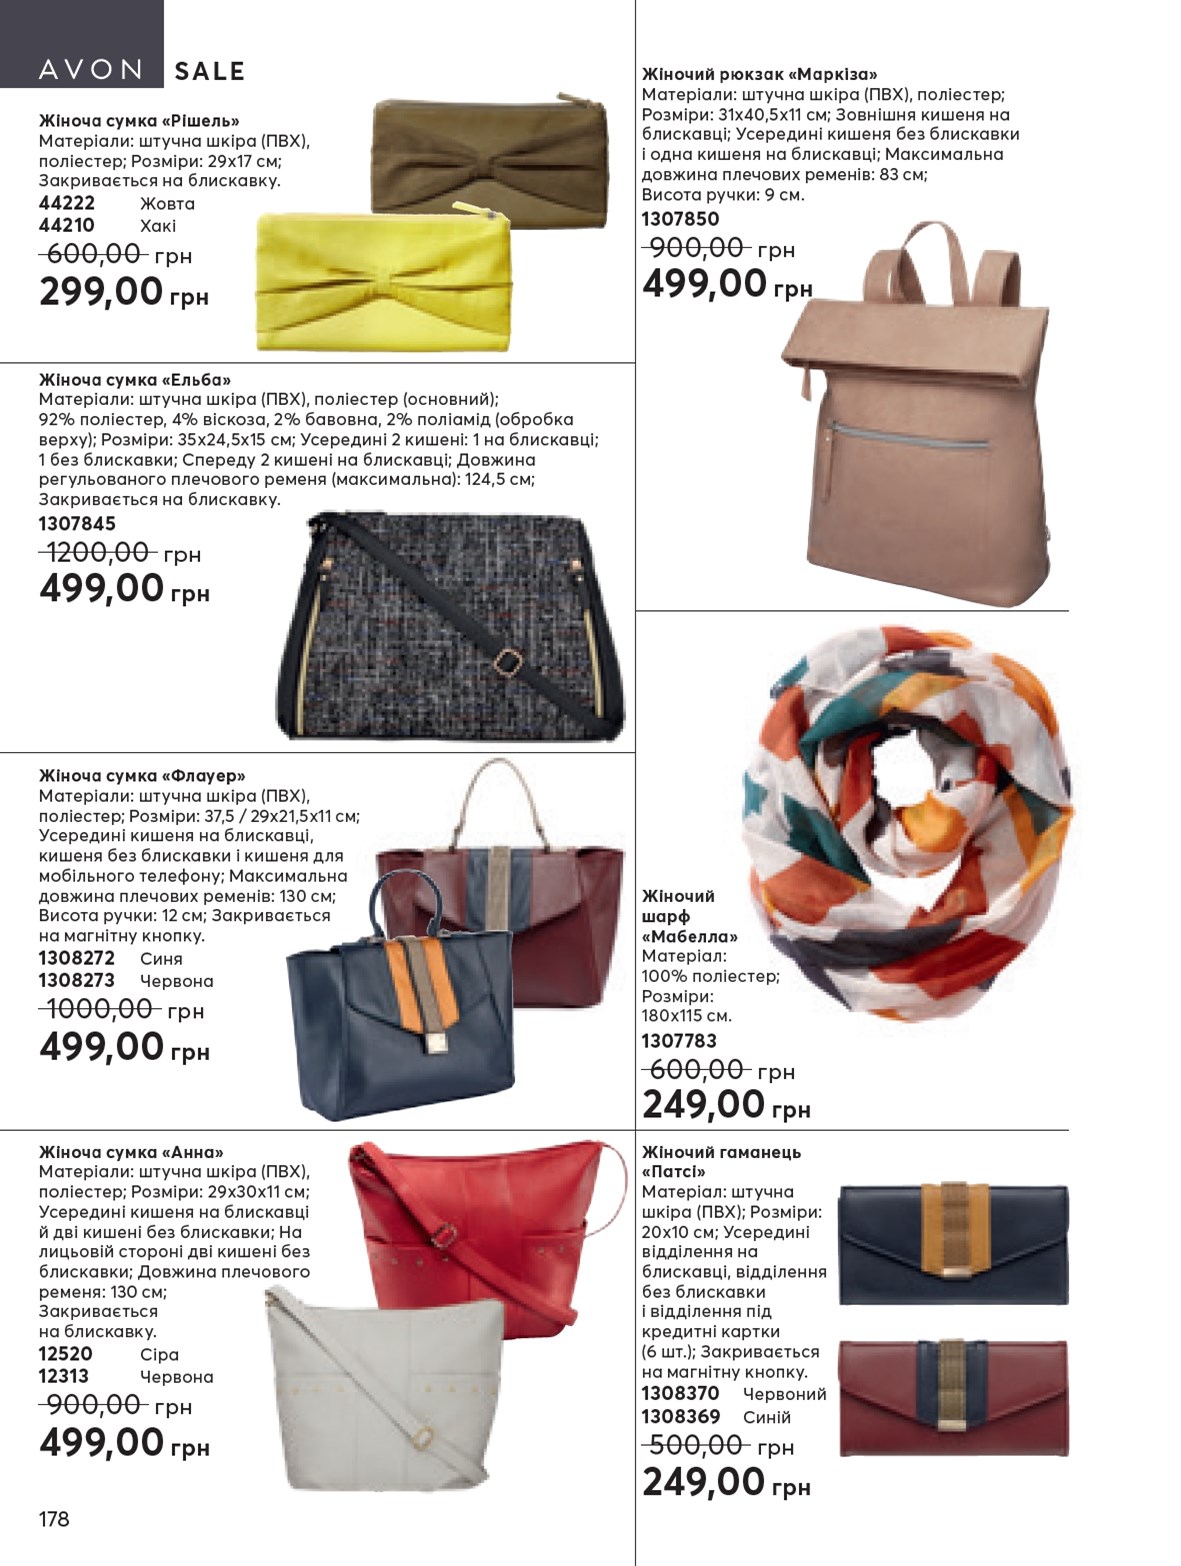 AVON SALE
Жіноча сумка «Рішель»
Матеріали: штучна шкіра (ПВХ),
поліестер; Розміри: 29х17 см;
Закривається на блискавку.
44222 Жовта
44210 Хакі
600,00 грн
299,00 грн
Жіноча сумка «Ельба»
Матеріали: штучна шкіра (ПВХ), поліестер (основний);
92% поліестер, 4% віскоза, 2% бавовна, 2% поліамід (обробка
верху); Розміри: 35х24,5х15 см; Усередині 2 кишені: 1 на блискавці;
1 без блискавки; Спереду 2 кишені на блискавці; Довжина
регульованого плечового ременя (максимальна): 124,5 см;
Закривається на блискавку.
1307845
1200,00 грн
499,00 грн
Жіноча сумка «Флауер»
Матеріали: штучна шкіра (ПВХ),
поліестер; Розміри: 37,5 / 29х21,5х11 см;
Усередині кишеня на блискавці,
кишеня без блискавки і кишеня для
мобільного телефону; Максимальна
довжина плечових ременів: 130 см;
Висота ручки: 12 см; Закривається
на магнітну кнопку.
1308272 Синя
1308273 Червона
1000,00 грн
499,00 грн
Жіноча сумка «Анна»
Матеріали: штучна шкіра (ПВХ),
поліестер; Розміри: 29х30х11 см;
Усередині кишеня на блискавці
й дві кишені без блискавки; На
лицьовій стороні дві кишені без
блискавки; Довжина плечового
ременя: 130 см;
Закривається
на блискавку.
12520 Сіра
12313 Червона
900,00 грн
499,00 грн
178
Жіночий рюкзак «Маркіза»
Матеріали: штучна шкіра (ПВХ), поліестер;
Розміри: 31х40,5х11 см; Зовнішня кишеня на
блискавці; Усередині кишеня без блискавки
і одна кишеня на блискавці; Максимальна
довжина плечових ременів: 83 см;
Висота ручки: 9 см.
1307850
900,00 грн
499,00 грн
Жіночий
шарф
«Мабелла»
Матеріал:
100% поліестер;
Розміри:
180х115 см.
1307783
600,00 грн
249,00 грн
Жіночий гаманець
«Патсі»
Матеріал: штучна
шкіра (ПВХ); Розміри:
20х10 см; Усередині
відділення на
блискавці, відділення
без блискавки
і відділення під
кредитні картки
(6 шт.); Закривається
на магнітну кнопку.
1308370 Червоний
1308369 Синій
500,00 грн
249,00 грн